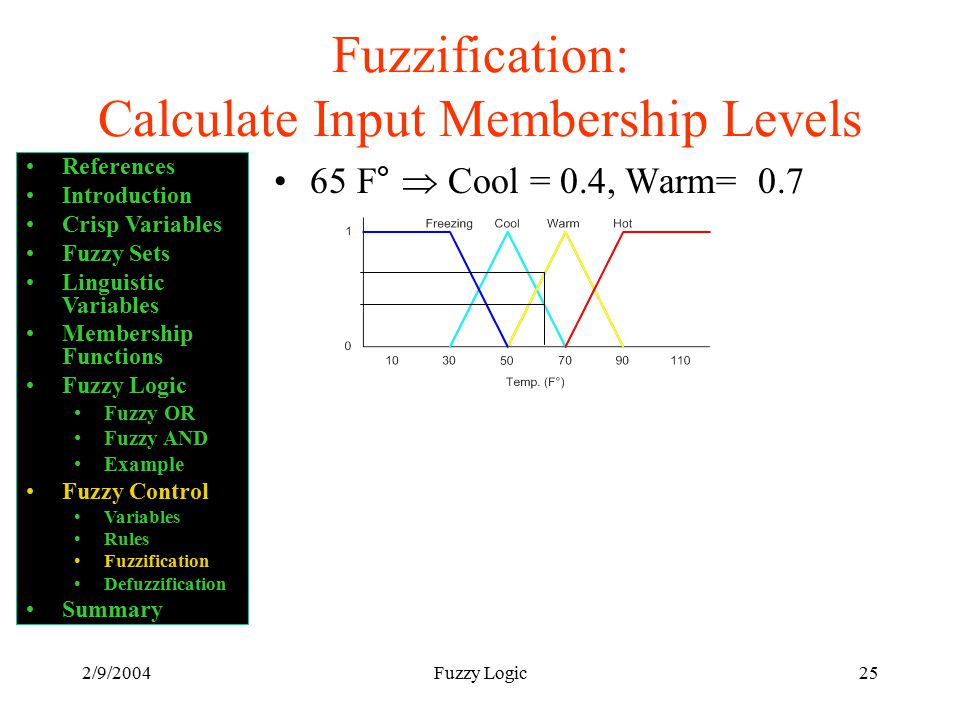 Fuzzification:
Calculate Input Membership Levels
• References
• Introduction
• Crisp Variables
• Fuzzy Sets
• Linguistic
Variables
• Membership
Functions
• Fuzzy Logic
• Fuzzy OR
• Fuzzy AND
• Example
• Fuzzy Control
• Variables
• Rules
• Fuzzification
• Defuzzification
• Summary
• 65 F° ⇒ Cool = 0.4, Warm= 0.7
Freezing Cool Warm Hot
1
0
10 30 50 70 90 110
Temp. (F°)
2/9/2004 Fuzzy Logic 25